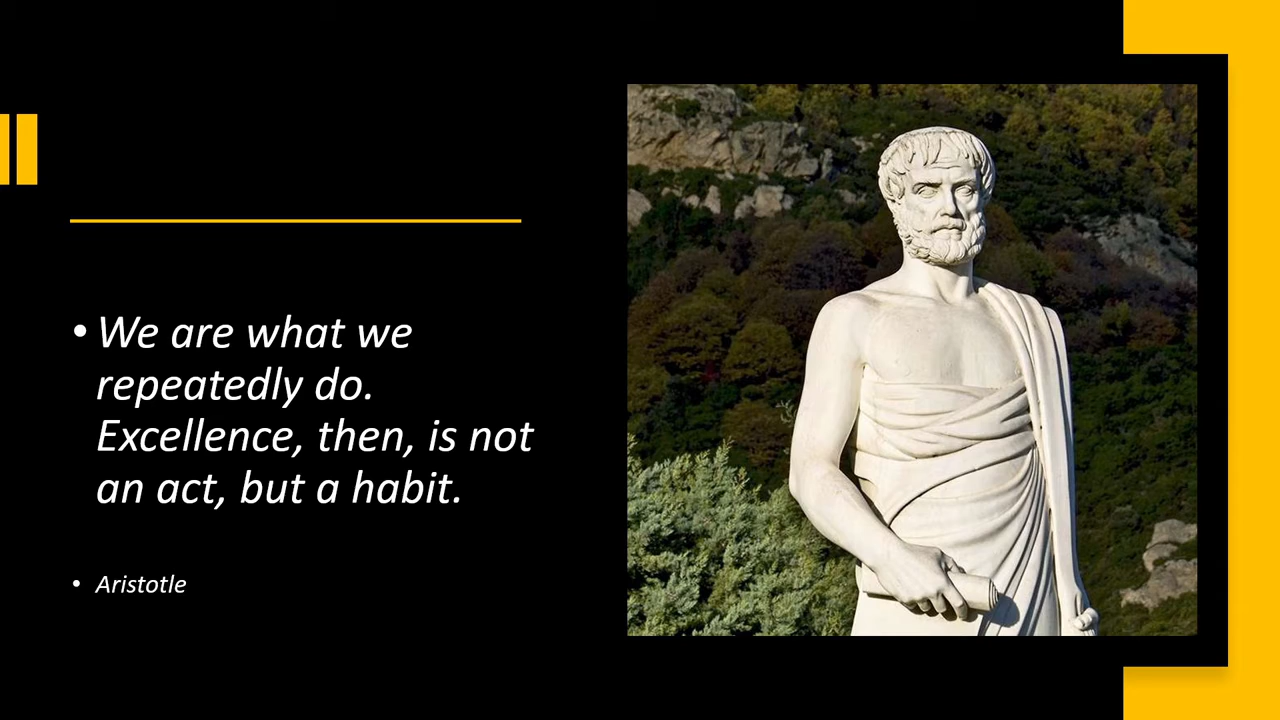 • We are what we
repeatedly do.
Excellence, then, is not
an act, but a habit.
• Aristotle